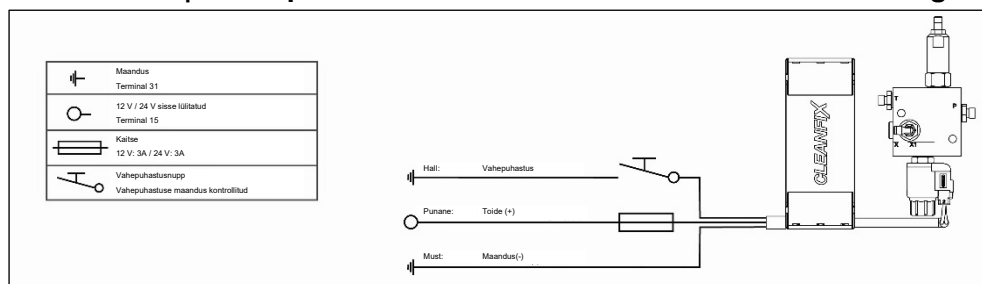 Maandus
Terminal 31
12 V / 24 V sisse lülitatud
Terminal 15
Kaitse
12 V: 3A / 24 V: 3A
Vahepuhastusnupp
Vahepuhastuse maandus kontrollitud
Hall: Vahepuhastus
Punane: Toide (+)
Must: Maandus(-)
CLEANFIX
T
P
X X1